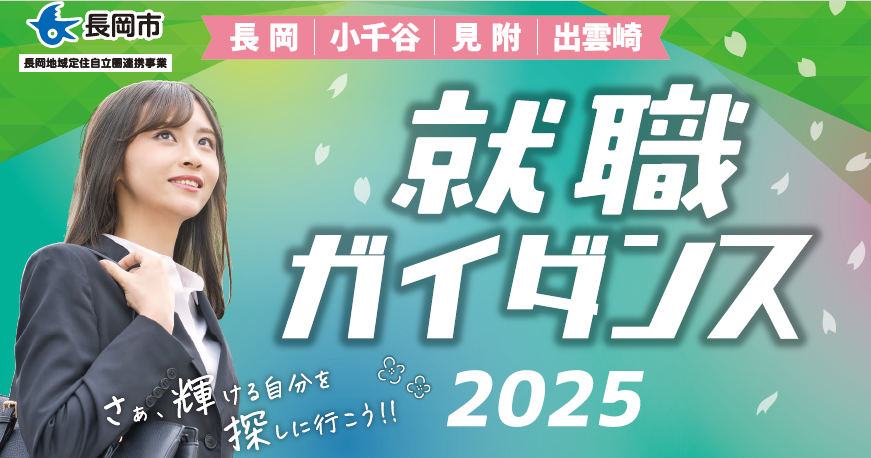 長岡市
長岡地域定住自立圏連携事業
長岡 小千谷 見附 出雲崎
就職
ガイダンス
2025
さぁ、輝ける自分を
探しに行こう!!